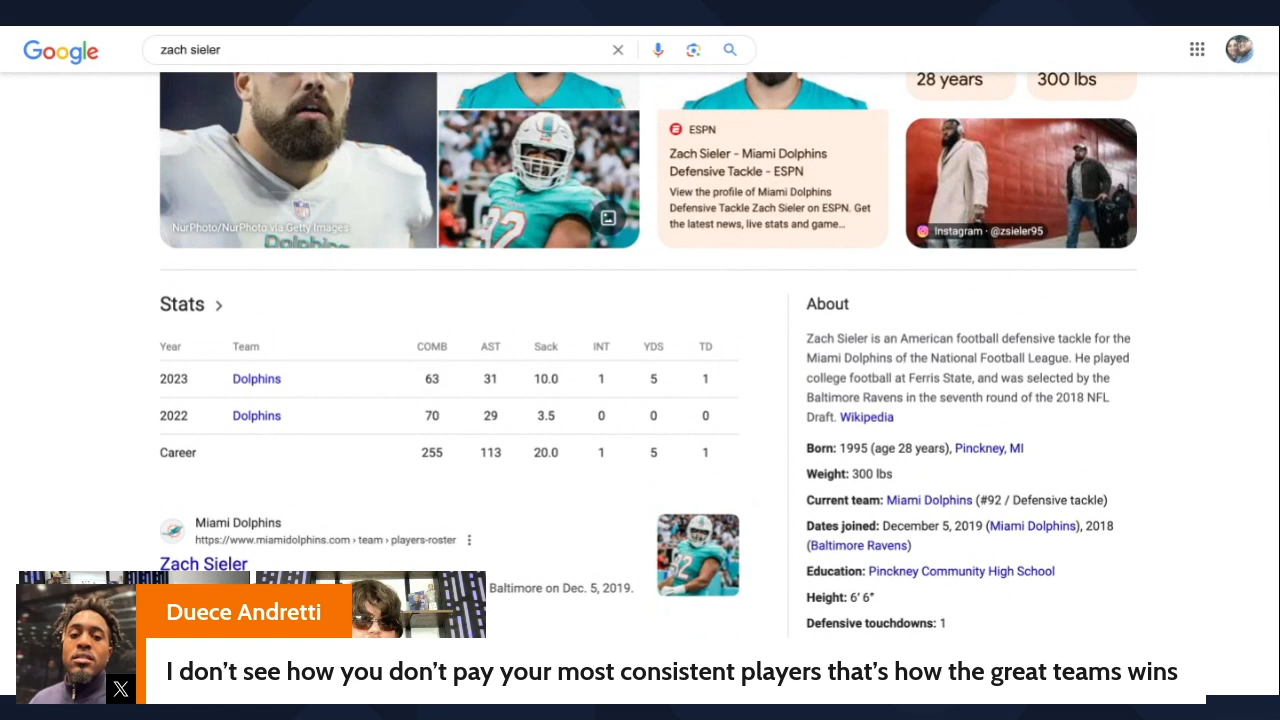 Google
zach sieler
28 years
300 lbs
ESPN
Zach Sieler - Miami Dolphins
Defensive Tackle - ESPN
View the profile of Miami Dolphins
Defensive Tackle Zach Sieler on ESPN. Get
the latest news, live stats and game...
NurPhoto/NurPhoto via Getty Images
Dolphins
92
Instagram · @zsieler95
Stats
Year Team COMB AST Sack INT YDS TD
2023 Dolphins 63 31 10.0 1 5 1
2022 Dolphins 70 29 3.5 0 0 0
Career 255 113 20.0 1 5 1
About
Zach Sieler is an American football defensive tackle for the
Miami Dolphins of the National Football League. He played
college football at Ferris State, and was selected by the
Baltimore Ravens in the seventh round of the 2018 NFL
Draft. Wikipedia
Born: 1995 (age 28 years), Pinckney, MI
Weight: 300 lbs
Current team: Miami Dolphins (#92 / Defensive tackle)
Dates joined: December 5, 2019 (Miami Dolphins), 2018
(Baltimore Ravens)
Education: Pinckney Community High School
Height: 6′ 6″
Defensive touchdowns: 1
Miami Dolphins
https://www.miamidolphins.com › team › players-roster
Zach Sieler
Baltimore on Dec. 5, 2019.
92
Duece Andretti
I don’t see how you don’t pay your most consistent players that’s how the great teams wins